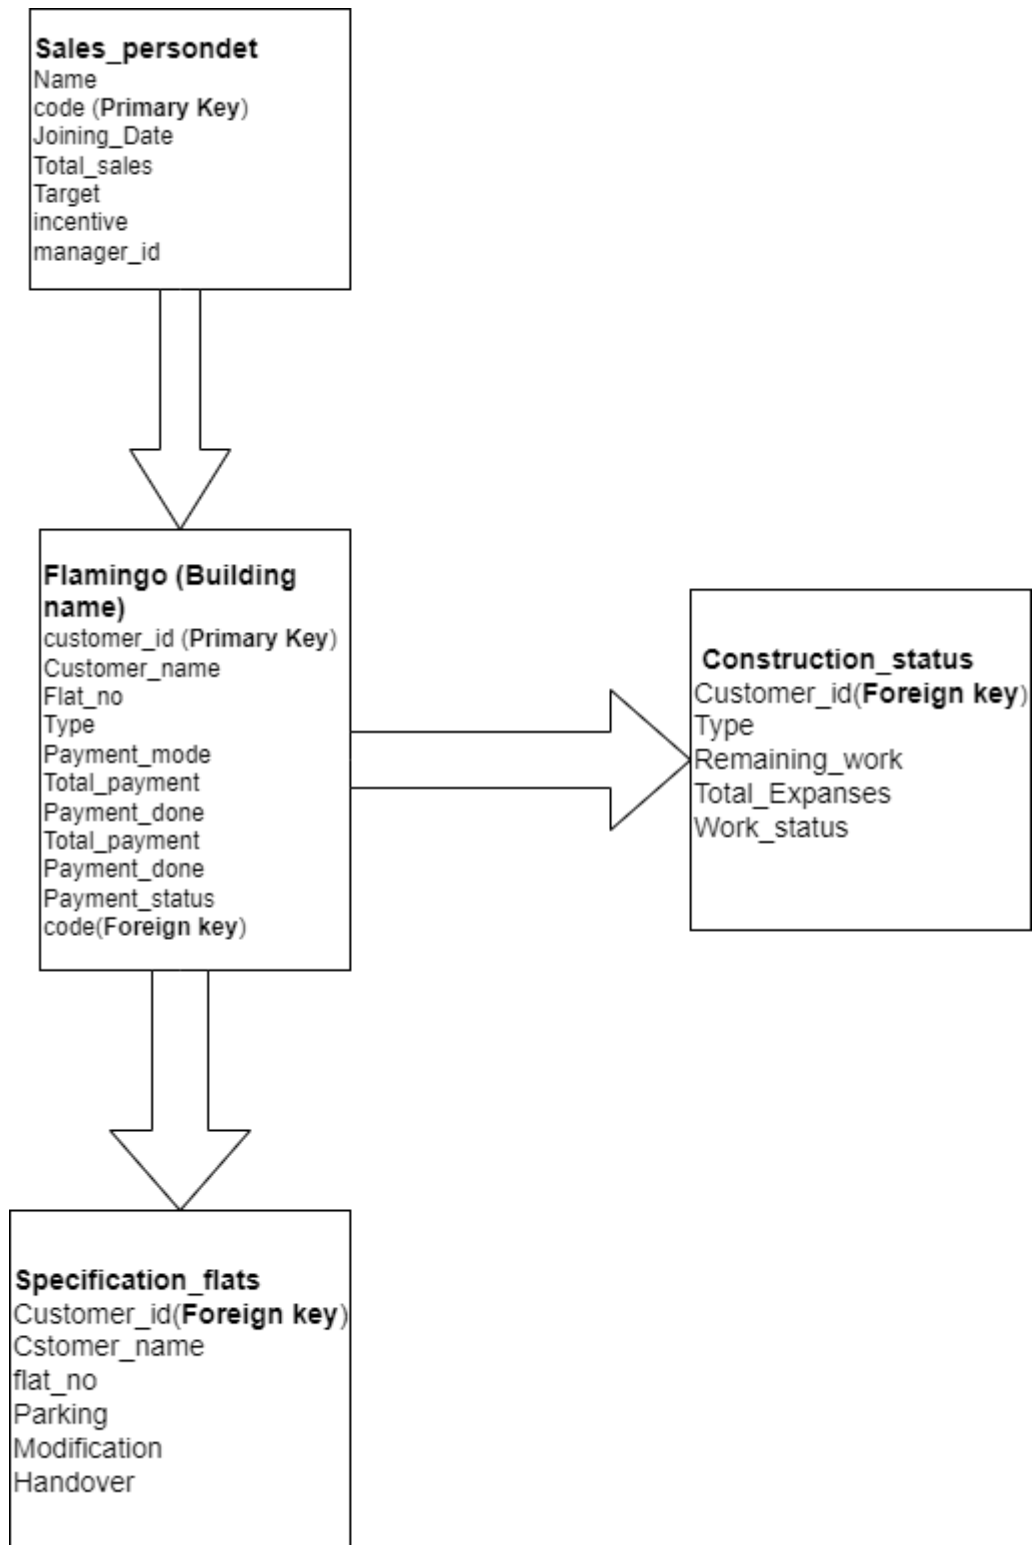 Sales_persondet
Name
code (Primary Key)
Joining_Date
Total_sales
Target
incentive
manager_id
Flamingo (Building
name)
customer_id (Primary Key)
Customer_name
Flat_no
Type
Payment_mode
Total_payment
Payment_done
Total_payment
Payment_done
Payment_status
code(Foreign key)
Construction_status
Customer_id(Foreign key)
Type
Remaining_work
Total_Expanses
Work_status
Specification_flats
Customer_id(Foreign key)
Cstomer_name
flat_no
Parking
Modification
Handover